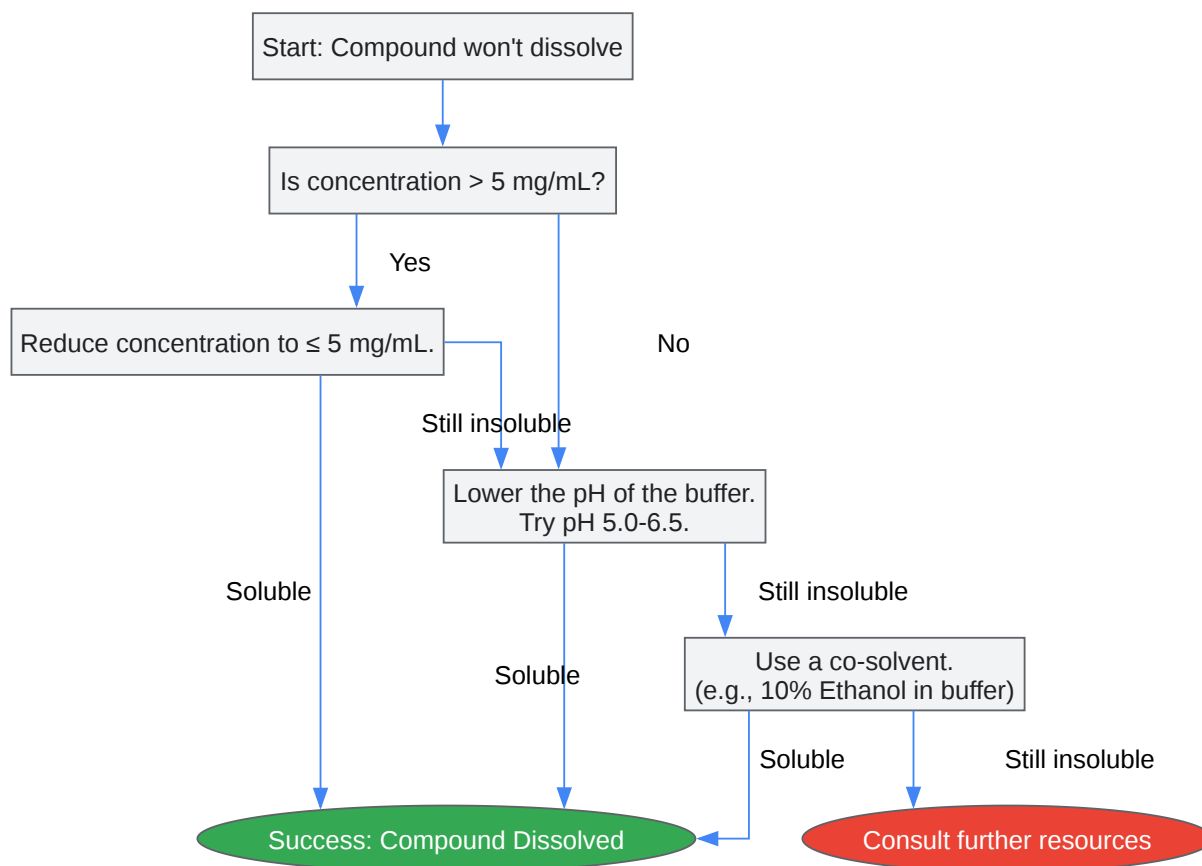 Start: Compound won't dissolve
Is concentration > 5 mg/mL?
Yes
Reduce concentration to ≤ 5 mg/mL.
No
Still insoluble
Lower the pH of the buffer.
Try pH 5.0-6.5.
Soluble
Still insoluble
Use a co-solvent.
(e.g., 10% Ethanol in buffer)
Soluble
Soluble
Still insoluble
Success: Compound Dissolved
Consult further resources